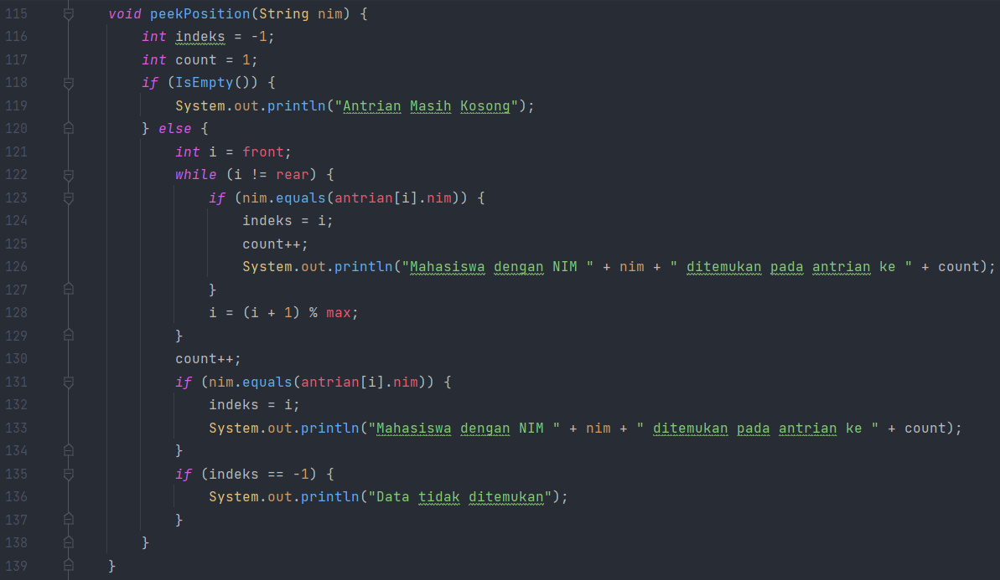 115 void peekPosition(String nim) {
116 int indeks = -1;
117 int count = 1;
118 if (IsEmpty()) {
119 System.out.println("Antrian Masih Kosong");
120 } else {
121 int i = front;
122 while (i != rear) {
123 if (nim.equals(antrian[i].nim)) {
124 indeks = i;
125 count++;
126 System.out.println("Mahasiswa dengan NIM " + nim + " ditemukan pada antrian ke " + count);
127 }
128 i = (i + 1) % max;
129 }
130 count++;
131 if (nim.equals(antrian[i].nim)) {
132 indeks = i;
133 System.out.println("Mahasiswa dengan NIM " + nim + " ditemukan pada antrian ke " + count);
134 }
135 if (indeks == -1) {
136 System.out.println("Data tidak ditemukan");
137 }
138 }
139 }